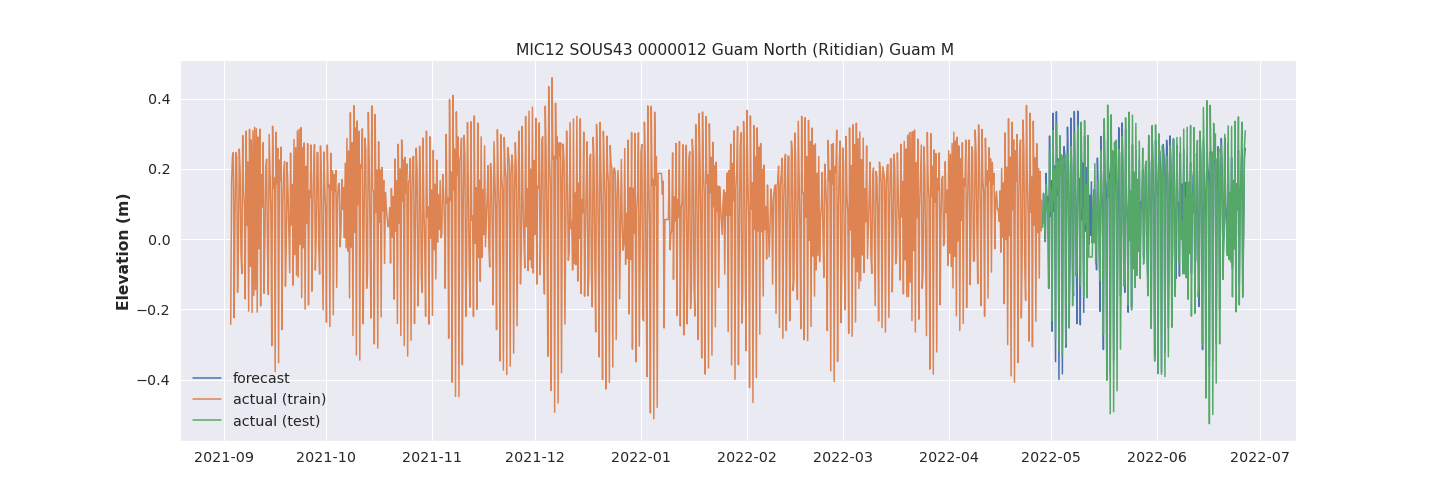 MIC12 SOUS43 0000012 Guam North (Ritidian) Guam M
Elevation (m)
0.4
0.2
0.0
−0.2
−0.4
forecast
actual (train)
actual (test)
2021-09 2021-10 2021-11 2021-12 2022-01 2022-02 2022-03 2022-04 2022-05 2022-06 2022-07